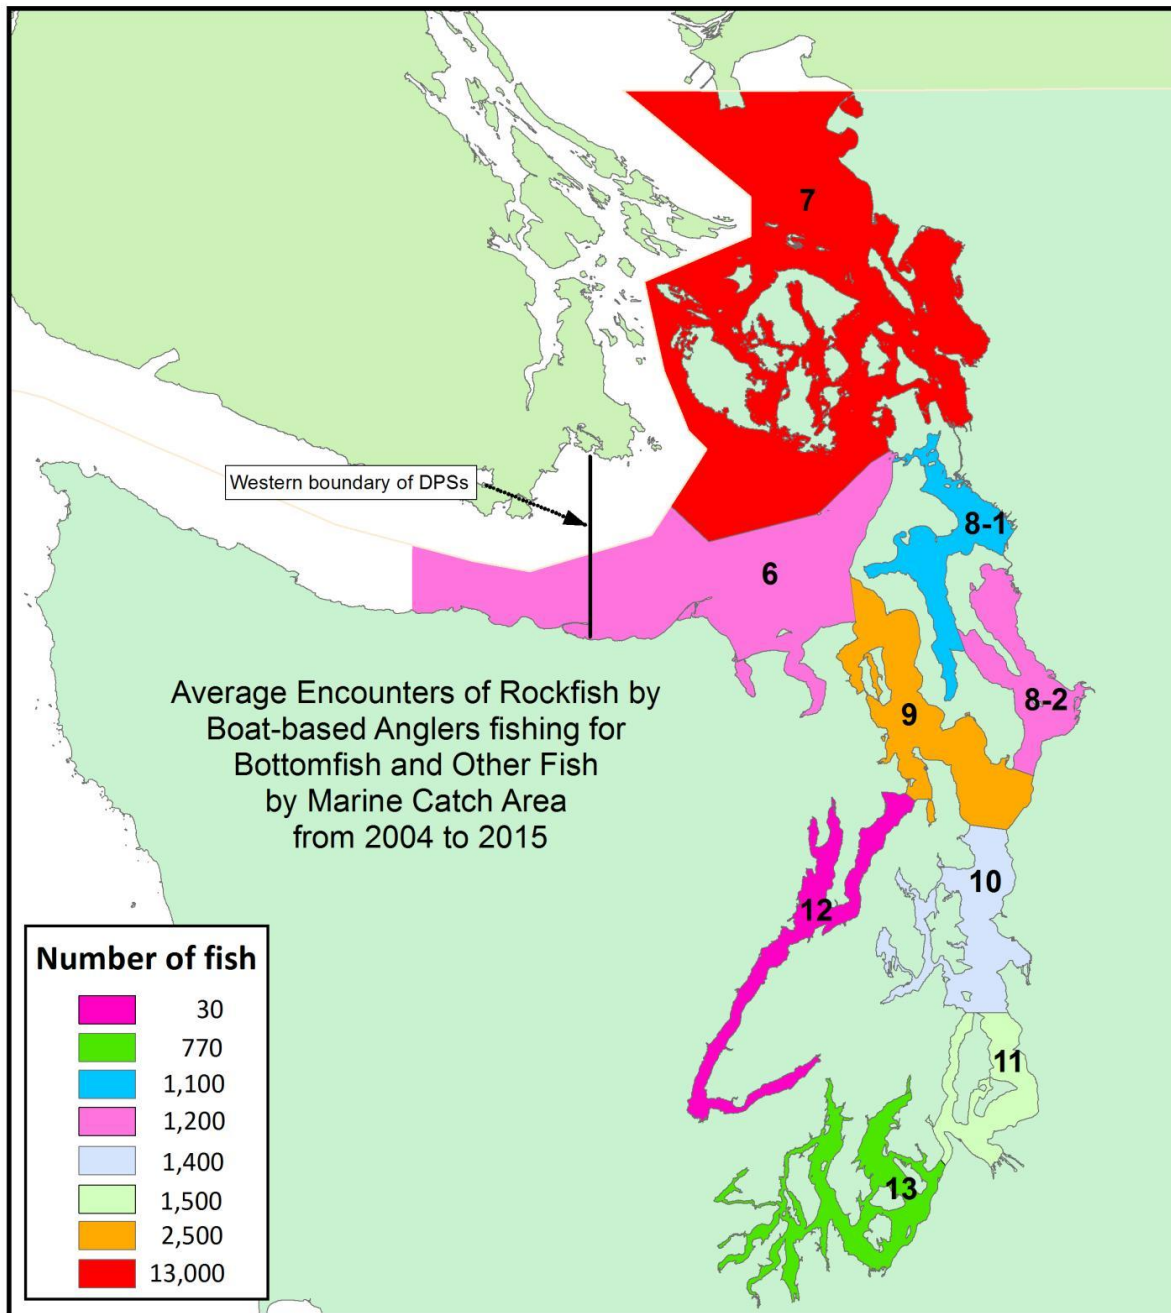 7
Western boundary of DPSs
8-1
6
Average Encounters of Rockfish by
Boat-based Anglers fishing for
Bottomfish and Other Fish
by Marine Catch Area
from 2004 to 2015
8-2
9
10
12
11
13
Number of fish
30
770
1,100
1,200
1,400
1,500
2,500
13,000